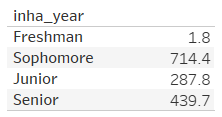 inha_year
Freshman 1.8
Sophomore 714.4
Junior 287.8
Senior 439.7